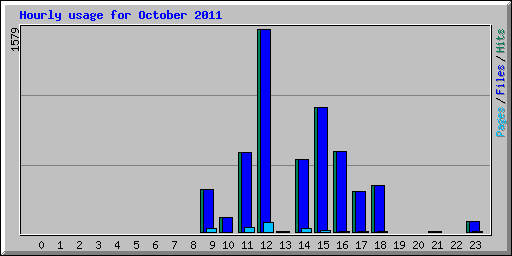 Hourly usage for October 2011
1579
Pages/Files/Hits
0 1 2 3 4 5 6 7 8 9 10 11 12 13 14 15 16 17 18 19 20 21 22 23